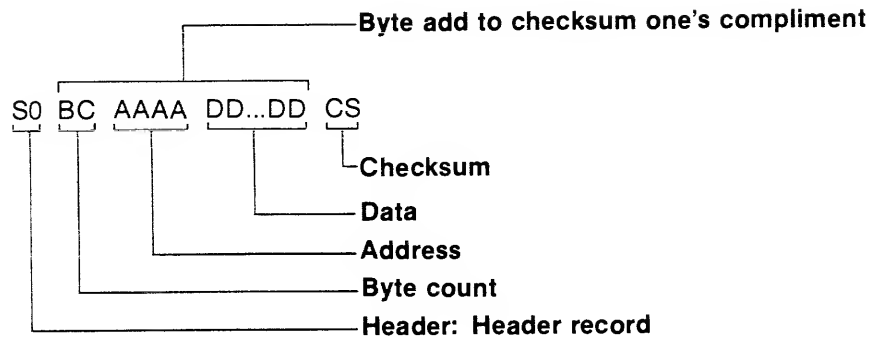 Byte add to checksum one's compliment
S0 BC AAAA DD...DD CS
Checksum
Data
Address
Byte count
Header: Header record